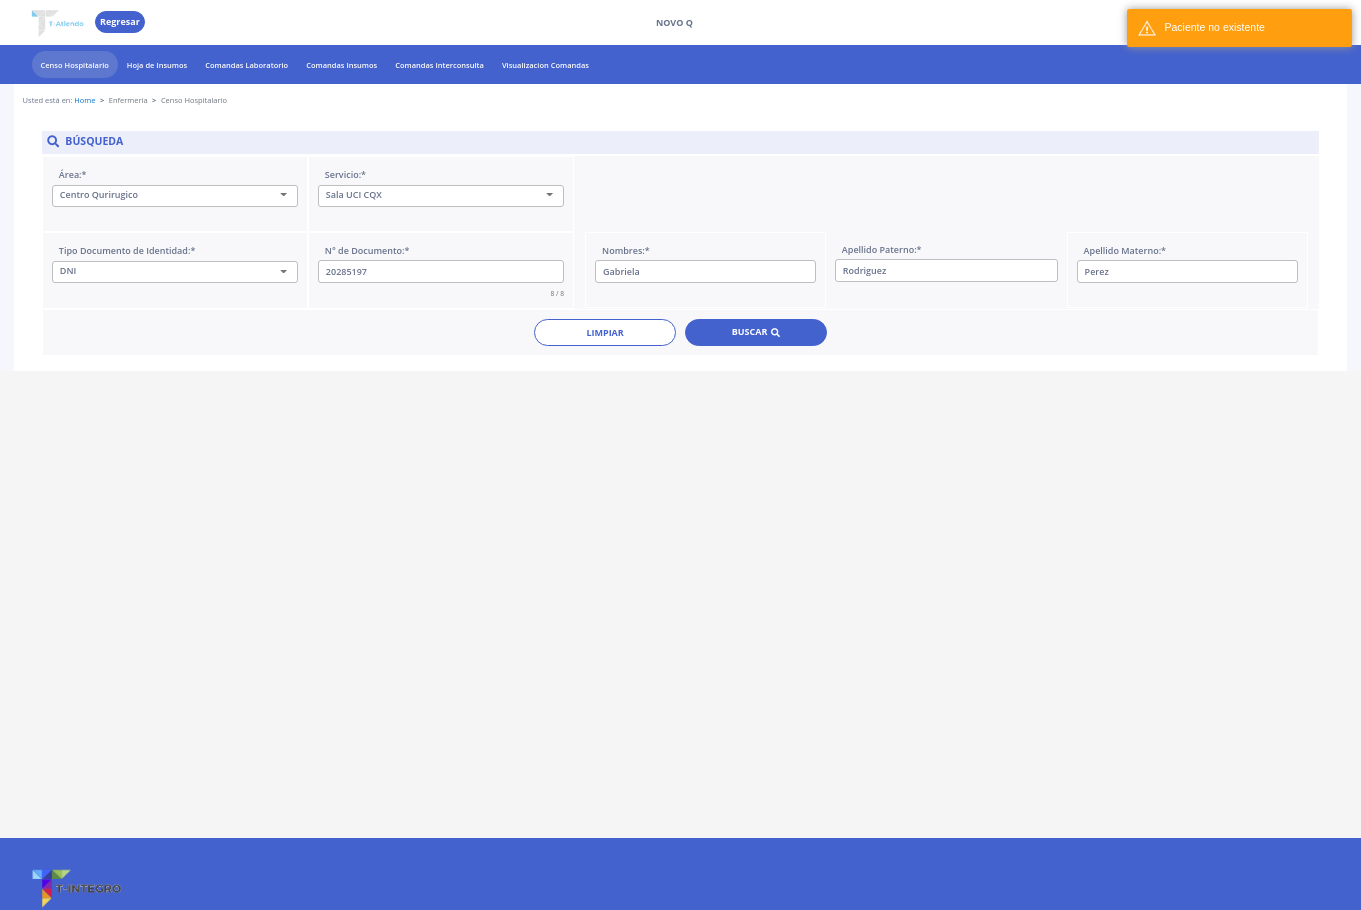 T-Atiendo
Regresar
NOVO Q
Paciente no existente
Censo Hospitalario
Hoja de Insumos
Comandas Laboratorio
Comandas Insumos
Comandas Interconsulta
Visualizacion Comandas
Usted está en: Home > Enfermeria > Censo Hospitalario
BÚSQUEDA
Área:*
Servicio:*
Centro Qurirugico
Sala UCI CQX
Tipo Documento de Identidad:*
N° de Documento:*
Nombres:*
Apellido Paterno:*
Apellido Materno:*
DNI
20285197
Gabriela
Rodriguez
Perez
8 / 8
LIMPIAR
BUSCAR
T-INTEGRO